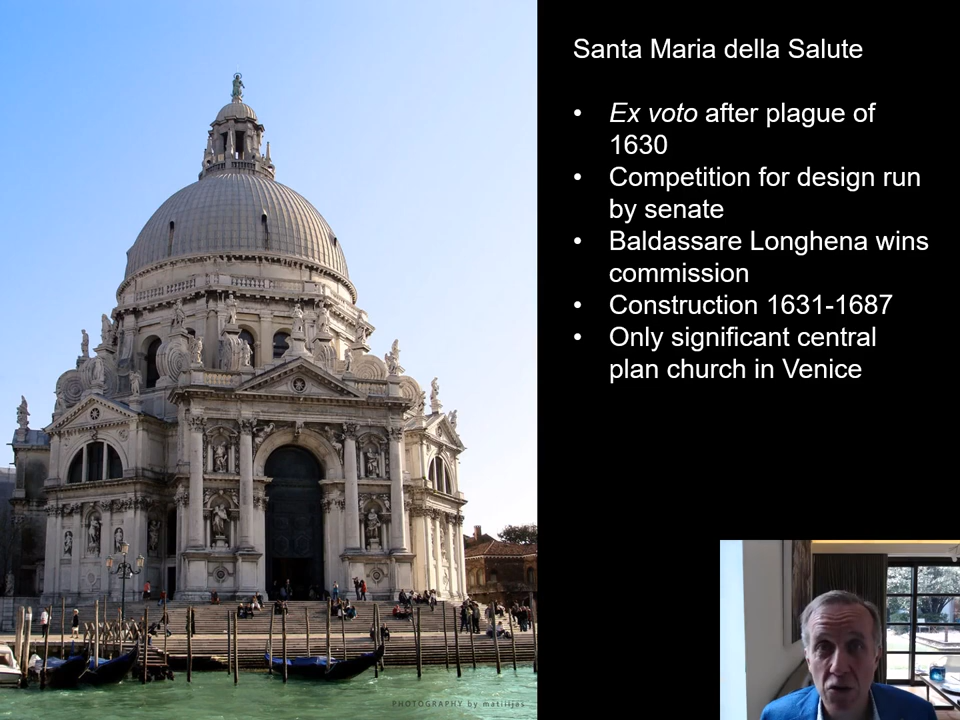 Santa Maria della Salute
• Ex voto after plague of
1630
• Competition for design run
by senate
• Baldassare Longhena wins
commission
• Construction 1631-1687
• Only significant central
plan church in Venice
PHOTOGRAPHY by matilljas